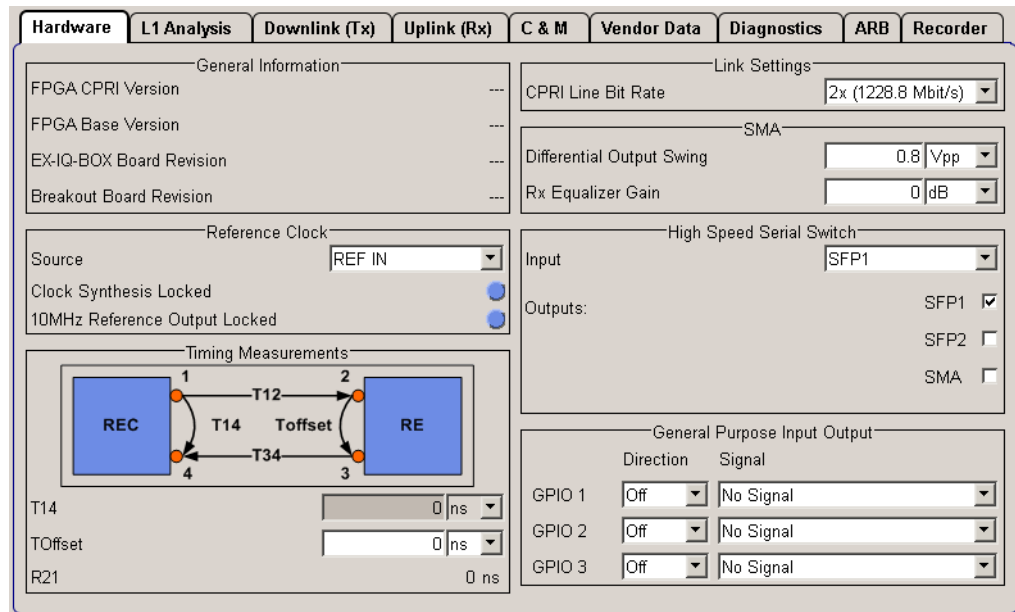 Hardware L1 Analysis Downlink (Tx) Uplink (Rx) C & M Vendor Data Diagnostics ARB Recorder
General Information
FPGA CPRI Version ---
FPGA Base Version ---
EX-IQ-BOX Board Revision ---
Breakout Board Revision ---
Reference Clock
Source REF IN
Clock Synthesis Locked
10MHz Reference Output Locked
Timing Measurements
1 2
T12
REC T14 Toffset RE
T34
4 3
T14 0 ns
TOffset 0 ns
R21 0 ns
Link Settings
CPRI Line Bit Rate 2x (1228.8 Mbit/s)
SMA
Differential Output Swing 0.8 Vpp
Rx Equalizer Gain 0 dB
High Speed Serial Switch
Input SFP1
Outputs: SFP1
SFP2
SMA
General Purpose Input Output
Direction Signal
GPIO 1 Off No Signal
GPIO 2 Off No Signal
GPIO 3 Off No Signal